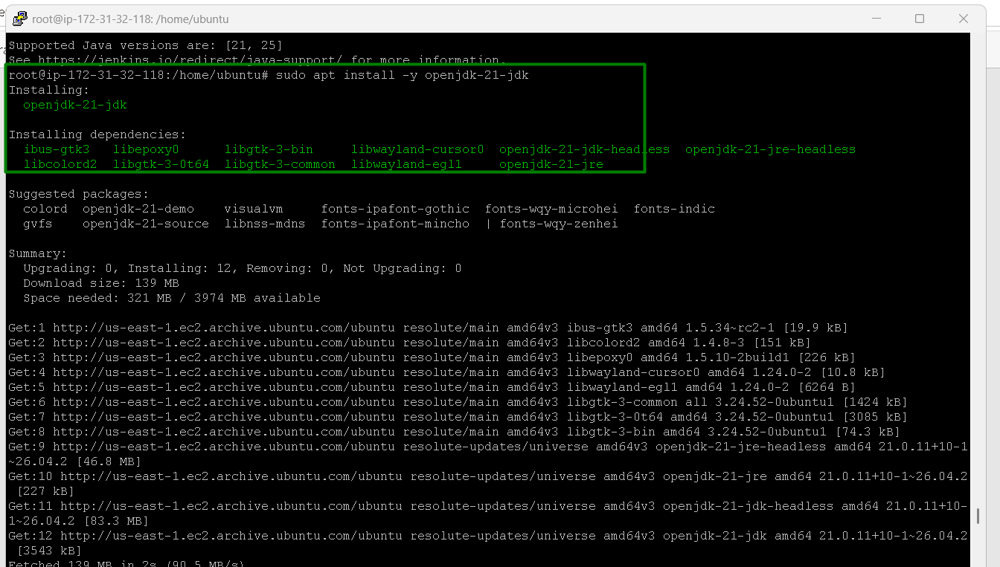 root@ip-172-31-32-118: /home/ubuntu
Supported Java versions are: [21, 25]
See https://jenkins.io/redirect/java-support/ for more information.
root@ip-172-31-32-118:/home/ubuntu# sudo apt install -y openjdk-21-jdk
Installing:
  openjdk-21-jdk
Installing dependencies:
  ibus-gtk3   libepoxy0      libgtk-3-bin     libwayland-cursor0  openjdk-21-jdk-headless  openjdk-21-jre-headless
  libcolord2  libgtk-3-0t64  libgtk-3-common  libwayland-egl1     openjdk-21-jre
Suggested packages:
  colord  openjdk-21-demo    visualvm     fonts-ipafont-gothic  fonts-wqy-microhei  fonts-indic
  gvfs    openjdk-21-source  libnss-mdns  fonts-ipafont-mincho  | fonts-wqy-zenhei
Summary:
  Upgrading: 0, Installing: 12, Removing: 0, Not Upgrading: 0
  Download size: 139 MB
  Space needed: 321 MB / 3974 MB available
Get:1 http://us-east-1.ec2.archive.ubuntu.com/ubuntu resolute/main amd64v3 ibus-gtk3 amd64 1.5.34~rc2-1 [19.9 kB]
Get:2 http://us-east-1.ec2.archive.ubuntu.com/ubuntu resolute/main amd64v3 libcolord2 amd64 1.4.8-3 [151 kB]
Get:3 http://us-east-1.ec2.archive.ubuntu.com/ubuntu resolute/main amd64v3 libepoxy0 amd64 1.5.10-2build1 [226 kB]
Get:4 http://us-east-1.ec2.archive.ubuntu.com/ubuntu resolute/main amd64v3 libwayland-cursor0 amd64 1.24.0-2 [10.8 kB]
Get:5 http://us-east-1.ec2.archive.ubuntu.com/ubuntu resolute/main amd64v3 libwayland-egl1 amd64 1.24.0-2 [6264 B]
Get:6 http://us-east-1.ec2.archive.ubuntu.com/ubuntu resolute/main amd64v3 libgtk-3-common all 3.24.52-0ubuntu1 [1424 kB]
Get:7 http://us-east-1.ec2.archive.ubuntu.com/ubuntu resolute/main amd64v3 libgtk-3-0t64 amd64 3.24.52-0ubuntu1 [3085 kB]
Get:8 http://us-east-1.ec2.archive.ubuntu.com/ubuntu resolute/main amd64v3 libgtk-3-bin amd64 3.24.52-0ubuntu1 [74.3 kB]
Get:9 http://us-east-1.ec2.archive.ubuntu.com/ubuntu resolute-updates/universe amd64v3 openjdk-21-jre-headless amd64 21.0.11+10-1
~26.04.2 [46.8 MB]
Get:10 http://us-east-1.ec2.archive.ubuntu.com/ubuntu resolute-updates/universe amd64v3 openjdk-21-jre amd64 21.0.11+10-1~26.04.2
 [227 kB]
Get:11 http://us-east-1.ec2.archive.ubuntu.com/ubuntu resolute-updates/universe amd64v3 openjdk-21-jdk-headless amd64 21.0.11+10-
1~26.04.2 [83.3 MB]
Get:12 http://us-east-1.ec2.archive.ubuntu.com/ubuntu resolute-updates/universe amd64v3 openjdk-21-jdk amd64 21.0.11+10-1~26.04.2
 [3543 kB]
Fetched 139 MB in 2s (90.5 MB/s)